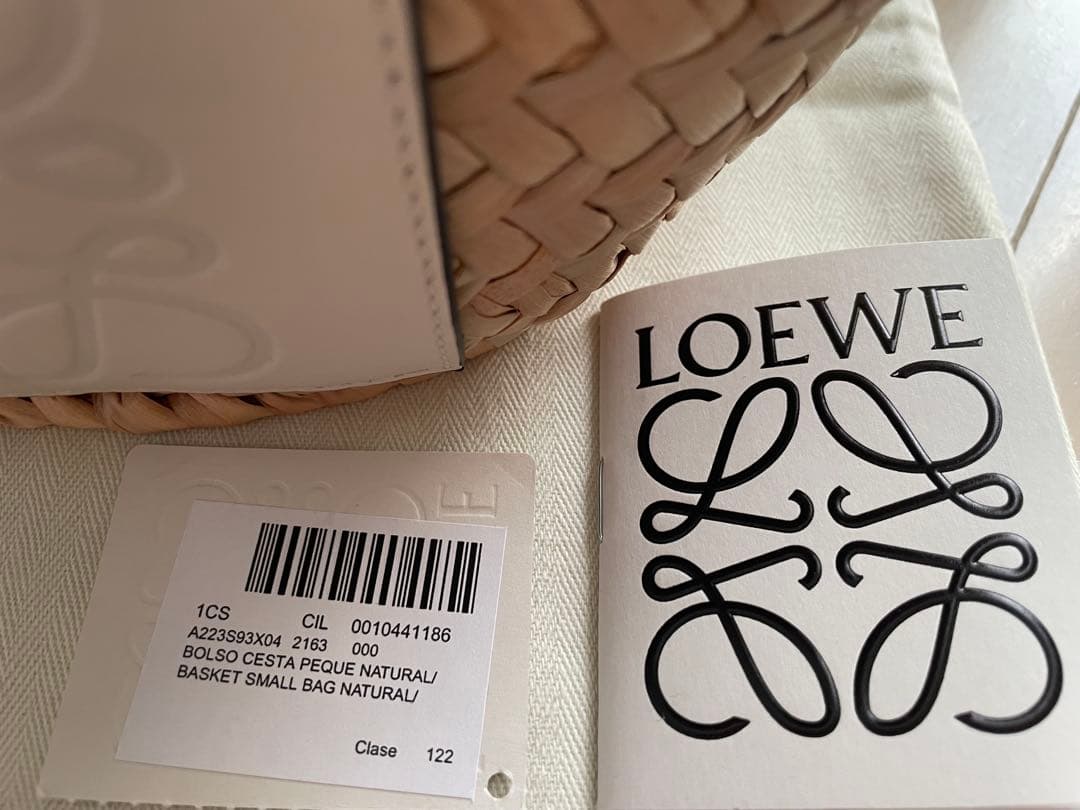 LOEWE
E
1CS CIL 0010441186
A223S93X04 2163 000
BOLSO CESTA PEQUE NATURAL/
BASKET SMALL BAG NATURAL/
Clase 122